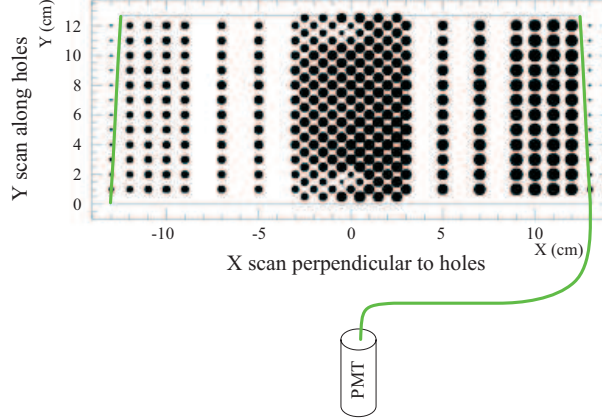 Y scan along holes
Y (cm)
12
10
8
6
4
2
0
-10
-5
0
5
10
X (cm)
X scan perpendicular to holes
PMT